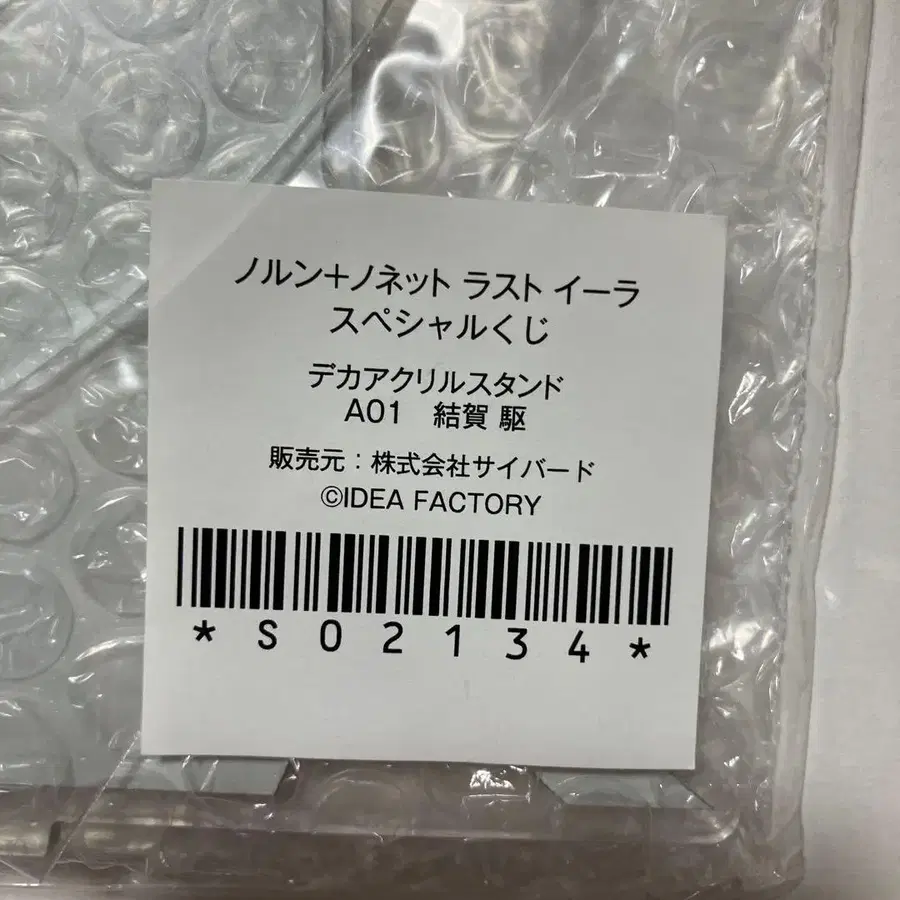 ノルン+ノネット ラスト イーラ
スペシャルくじ
デカアクリルスタンド
A01 結賀 駆
販売元:株式会社サイバード
©IDEA FACTORY
*S02134*